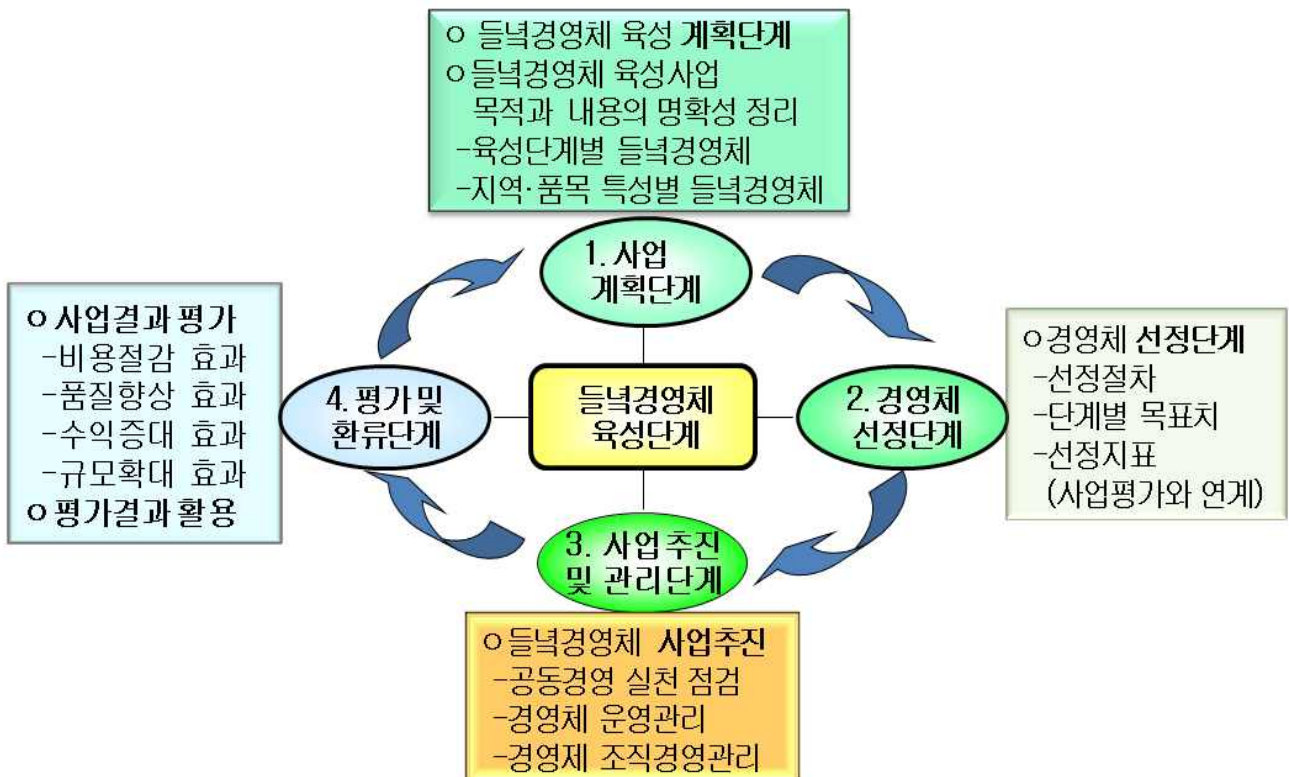 ㅇ 들녘경영체 육성 계획단계
ㅇ들녘경영체 육성사업
목적과 내용의 명확성 정리
-육성단계별 들녘경영체
-지역·품목 특성별 들녘경영체
1. 사업
계획단계
ㅇ경영체 선정단계
-선정절차
-단계별 목표치
-선정지표
(사업평가와 연계)
2. 경영체
선정단계
들녘경영체
육성단계
4. 평가 및
환류단계
ㅇ사업결과 평가
-비용절감 효과
-품질향상 효과
-수익증대 효과
-규모확대 효과
ㅇ평가결과 활용
3. 사업 추진
및 관리단계
ㅇ들녘경영체 사업추진
-공동경영 실천 점검
-경영체 운영관리
-경영제 조직경영관리